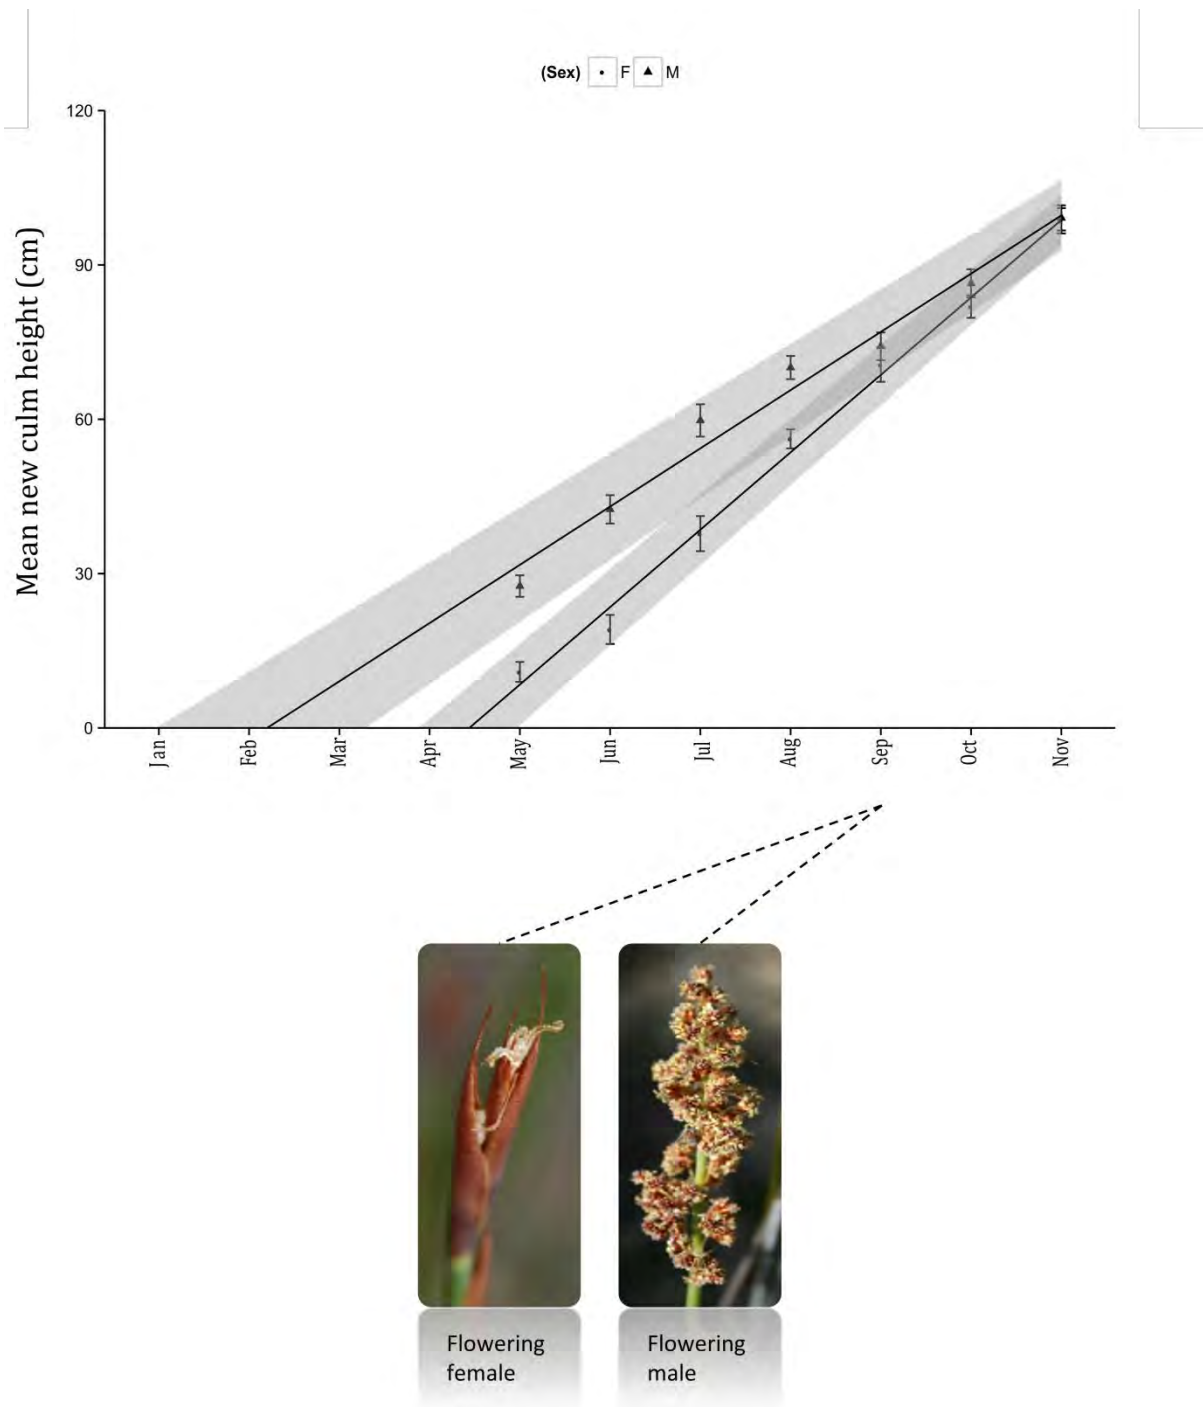 (Sex) F M
Mean new culm height (cm)
120
90
60
30
0
Jan Feb Mar Apr May Jun Jul Aug Sep Oct Nov
Flowering
female
Flowering
male